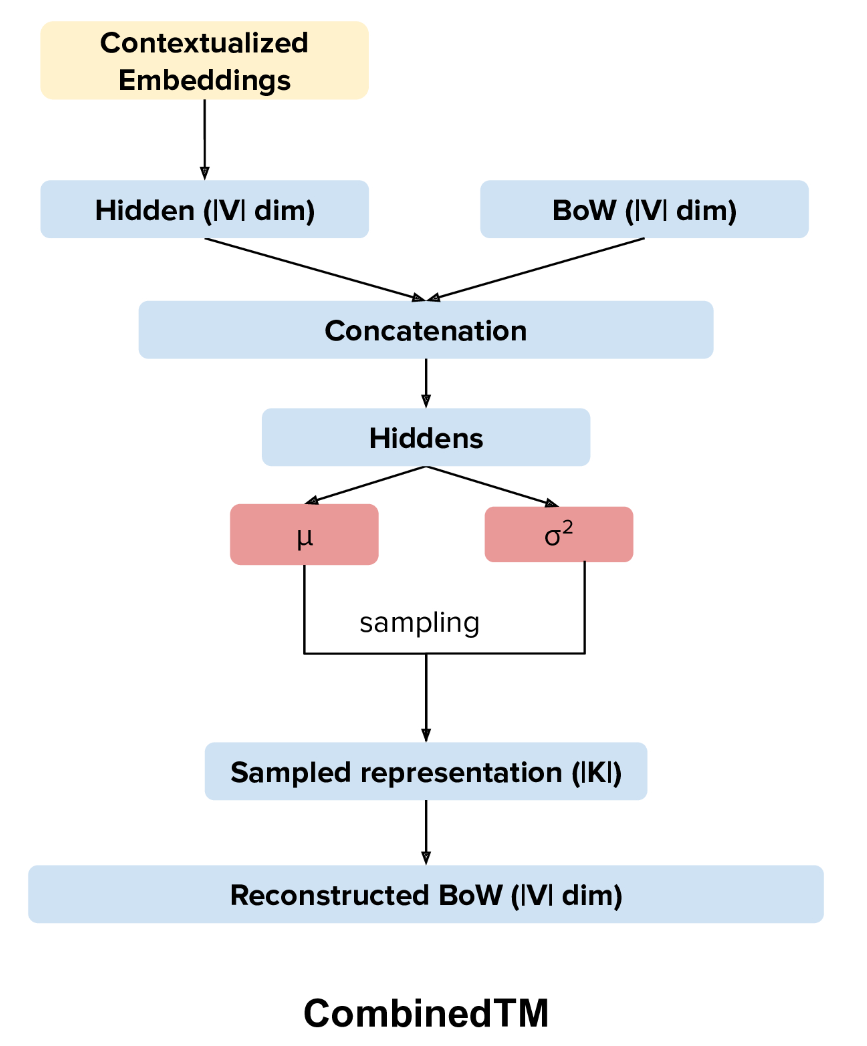 Contextualized
Embeddings
Hidden (|V| dim)
BoW (|V| dim)
Concatenation
Hiddens
μ
σ²
sampling
Sampled representation (|K|)
Reconstructed BoW (|V| dim)
CombinedTM